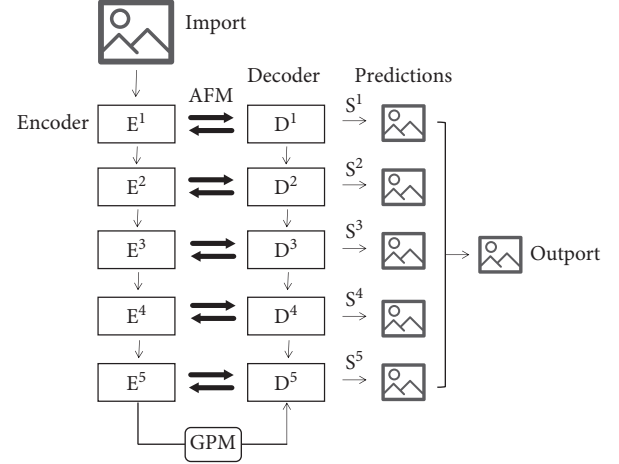 Import
Decoder Predictions
AFM
Encoder E¹ D¹ S¹
E² D² S²
E³ D³ S³
Outport
E⁴ D⁴ S⁴
E⁵ D⁵ S⁵
GPM